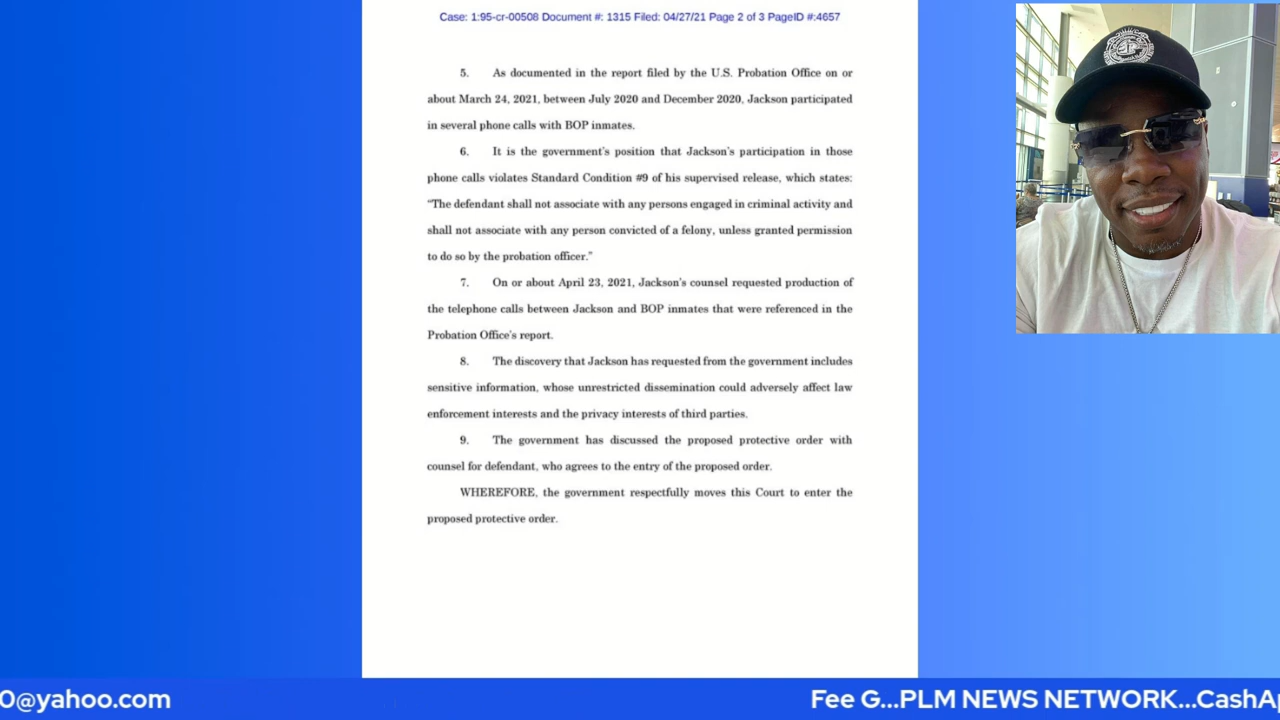 Case: 1:95-cr-00508 Document #: 1315 Filed: 04/27/21 Page 2 of 3 PageID #:4657
5. As documented in the report filed by the U.S. Probation Office on or
about March 24, 2021, between July 2020 and December 2020, Jackson participated
in several phone calls with BOP inmates.
6. It is the government's position that Jackson's participation in those
phone calls violates Standard Condition #9 of his supervised release, which states:
"The defendant shall not associate with any persons engaged in criminal activity and
shall not associate with any person convicted of a felony, unless granted permission
to do so by the probation officer."
7. On or about April 23, 2021, Jackson's counsel requested production of
the telephone calls between Jackson and BOP inmates that were referenced in the
Probation Office's report.
8. The discovery that Jackson has requested from the government includes
sensitive information, whose unrestricted dissemination could adversely affect law
enforcement interests and the privacy interests of third parties.
9. The government has discussed the proposed protective order with
counsel for defendant, who agrees to the entry of the proposed order.
WHEREFORE, the government respectfully moves this Court to enter the
proposed protective order.
0@yahoo.com
Fee G...PLM NEWS NETWORK...CashAp